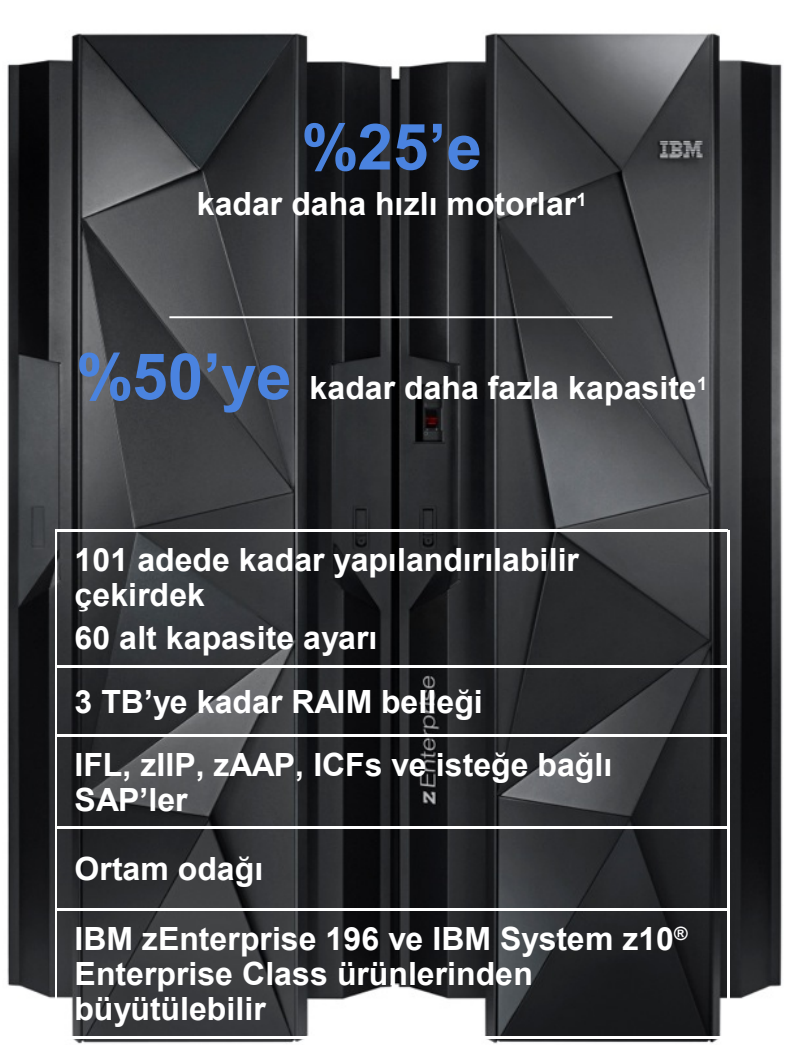 %25’e
IBM
kadar daha hızlı motorlar¹
%50’ye kadar daha fazla kapasite¹
101 adede kadar yapılandırılabilir
çekirdek
60 alt kapasite ayarı
3 TB’ye kadar RAIM belleği
zEnterprise
IFL, zIIP, zAAP, ICFs ve isteğe bağlı
SAP’ler
Ortam odağı
IBM zEnterprise 196 ve IBM System z10®
Enterprise Class ürünlerinden
büyütülebilir